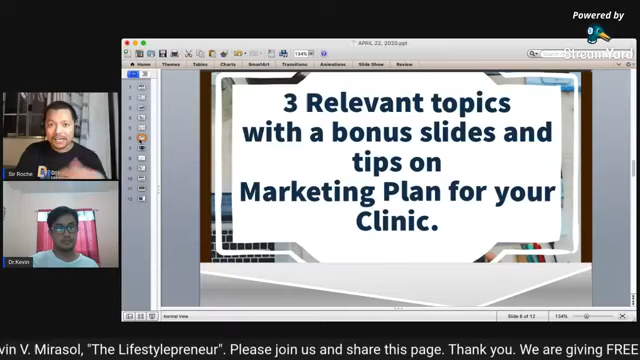 Powered by
StreamYard
APRIL 22, 2020.ppt
134%
Home Themes Tables Charts SmartArt Transitions Animations Slide Show Review
3 Relevant topics
with a bonus slides and
tips on
Marketing Plan for your
Clinic.
Sir Roche
Dr.Kevin
Normal View
Slide 6 of 12
134%
vin V. Mirasol, "The Lifestylepreneur". Please join us and share this page. Thank you. We are giving FREE